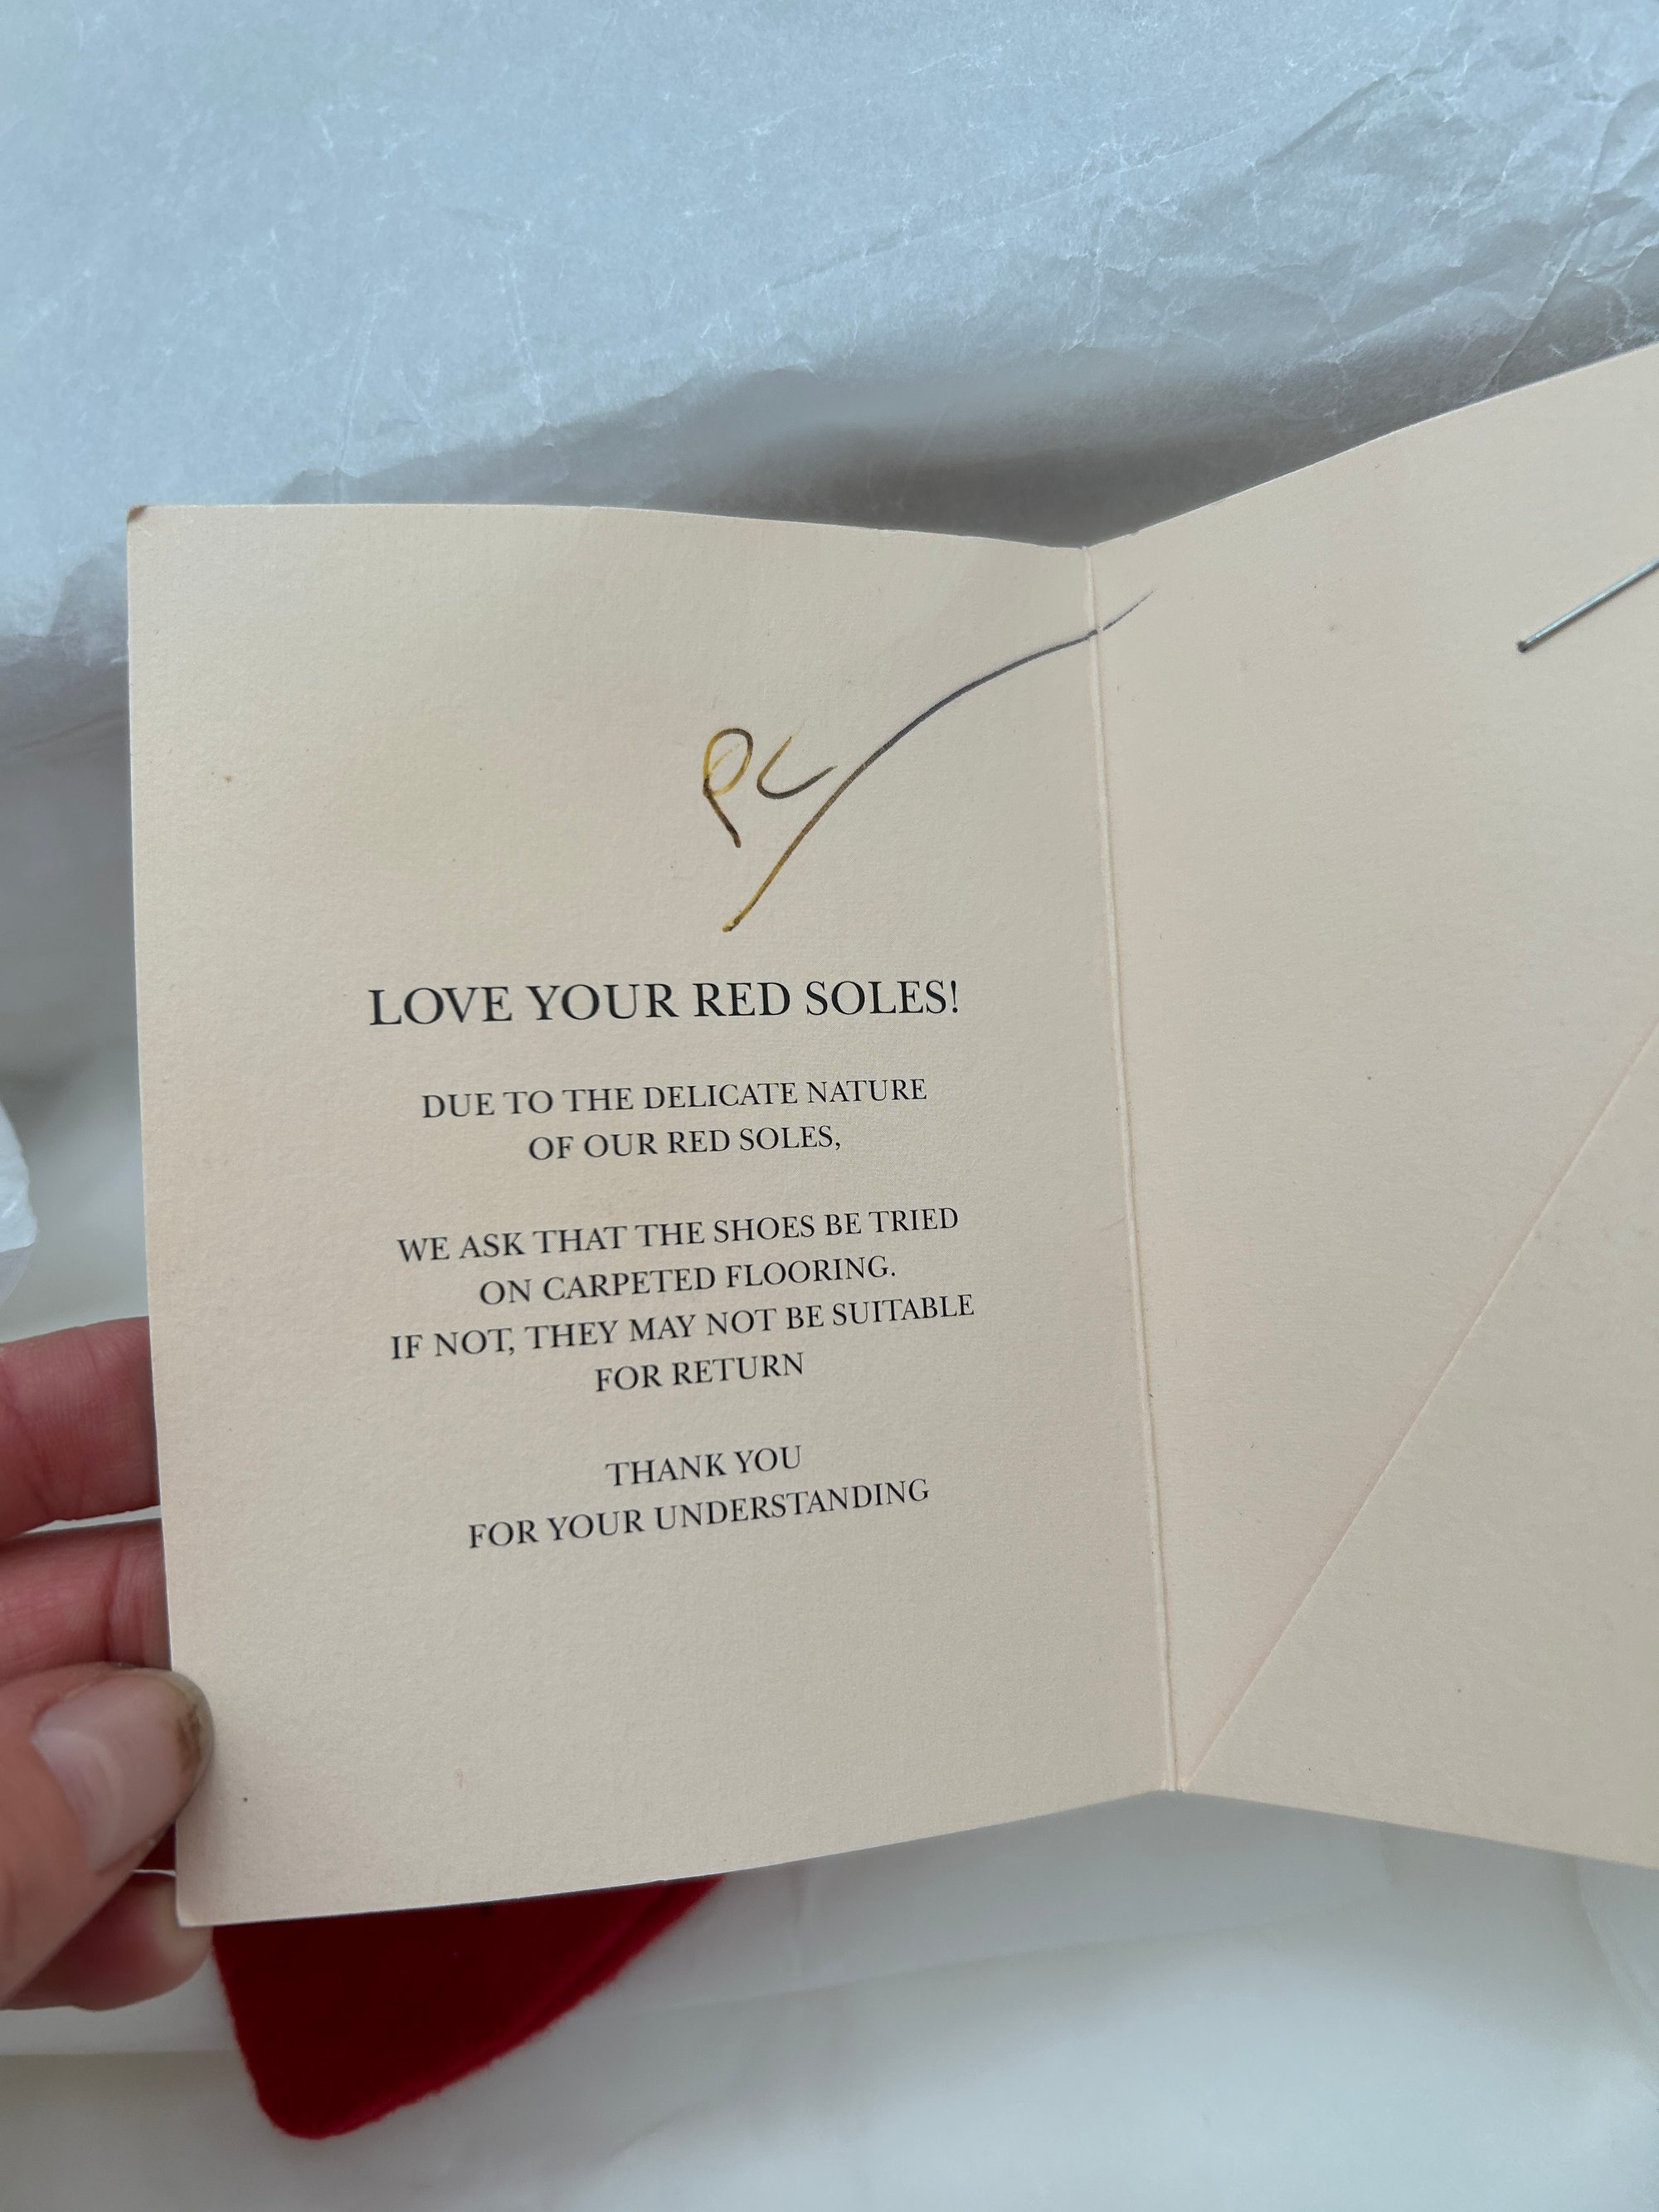 PC
LOVE YOUR RED SOLES!
DUE TO THE DELICATE NATURE
OF OUR RED SOLES,
WE ASK THAT THE SHOES BE TRIED
ON CARPETED FLOORING.
IF NOT, THEY MAY NOT BE SUITABLE
FOR RETURN
THANK YOU
FOR YOUR UNDERSTANDING